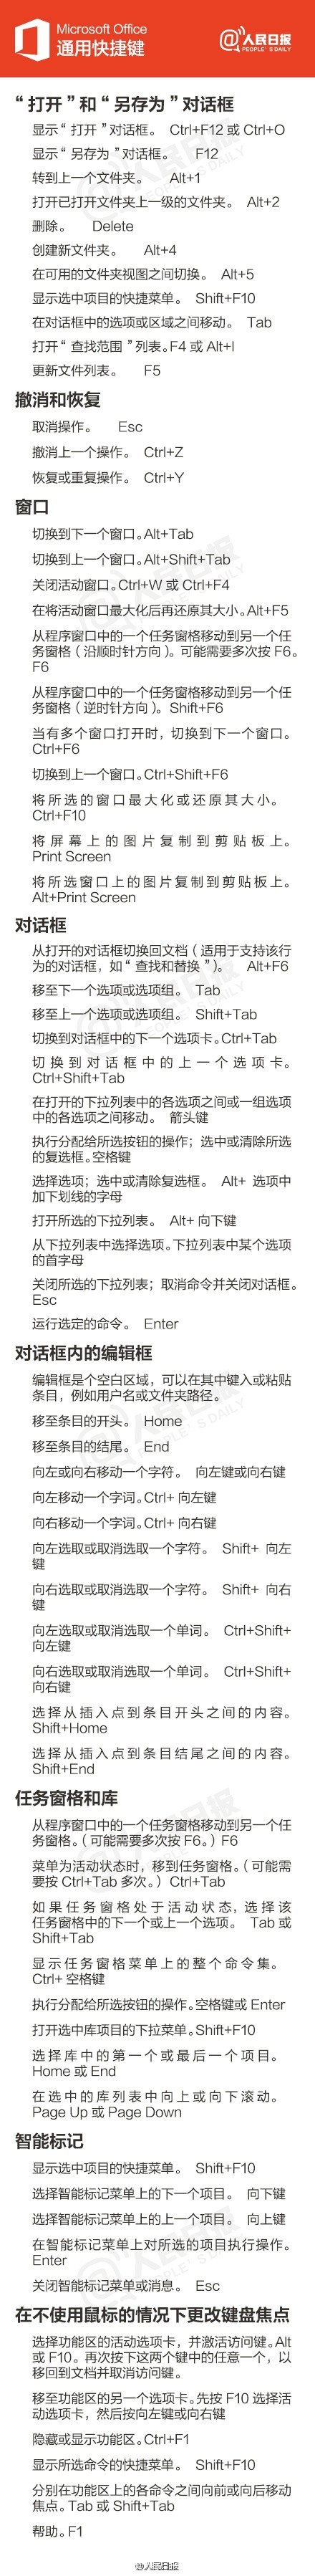 Microsoft Office
通用快捷键
@人民日报
PEOPLE'S DAILY
“打开”和“另存为”对话框
显示“打开”对话框。 Ctrl+F12 或 Ctrl+O
显示“另存为”对话框。 F12
转到上一个文件夹。 Alt+1
打开已打开文件夹上一级的文件夹。 Alt+2
删除。 Delete
创建新文件夹。 Alt+4
在可用的文件夹视图之间切换。 Alt+5
显示选中项目的快捷菜单。 Shift+F10
在对话框中的选项或区域之间移动。 Tab
打开“查找范围”列表。F4 或 Alt+I
更新文件列表。 F5
撤消和恢复
取消操作。 Esc
撤消上一个操作。 Ctrl+Z
恢复或重复操作。 Ctrl+Y
窗口
切换到下一个窗口。Alt+Tab
切换到上一个窗口。Alt+Shift+Tab
关闭活动窗口。Ctrl+W 或 Ctrl+F4
在将活动窗口最大化后再还原其大小。Alt+F5
从程序窗口中的一个任务窗格移动到另一个任
务窗格（沿顺时针方向）。可能需要多次按 F6。
F6
从程序窗口中的一个任务窗格移动到另一个任
务窗格（逆时针方向）。Shift+F6
当有多个窗口打开时，切换到下一个窗口。
Ctrl+F6
切换到上一个窗口。Ctrl+Shift+F6
将所选的窗口最大化或还原其大小。
Ctrl+F10
将屏幕上的图片复制到剪贴板上。
Print Screen
将所选窗口上的图片复制到剪贴板上。
Alt+Print Screen
对话框
从打开的对话框切换回文档（适用于支持该行
为的对话框，如“查找和替换”）。 Alt+F6
移至下一个选项或选项组。 Tab
移至上一个选项或选项组。 Shift+Tab
切换到对话框中的下一个选项卡。Ctrl+Tab
切换到对话框中的上一个选项卡。
Ctrl+Shift+Tab
在打开的下拉列表中的各选项之间或一组选项
中的各选项之间移动。 箭头键
执行分配给所选按钮的操作；选中或清除所选
的复选框。空格键
选择选项；选中或清除复选框。 Alt+ 选项中
加下划线的字母
打开所选的下拉列表。 Alt+ 向下键
从下拉列表中选择选项。下拉列表中某个选项
的首字母
关闭所选的下拉列表；取消命令并关闭对话框。
Esc
运行选定的命令。 Enter
对话框内的编辑框
编辑框是个空白区域，可以在其中键入或粘贴
条目，例如用户名或文件夹路径。
移至条目的开头。 Home
移至条目的结尾。 End
向左或向右移动一个字符。 向左键或向右键
向左移动一个字词。Ctrl+ 向左键
向右移动一个字词。Ctrl+ 向右键
向左选取或取消选取一个字符。 Shift+ 向左
键
向右选取或取消选取一个字符。 Shift+ 向右
键
向左选取或取消选取一个单词。 Ctrl+Shift+
向左键
向右选取或取消选取一个单词。 Ctrl+Shift+
向右键
选择从插入点到条目开头之间的内容。
Shift+Home
选择从插入点到条目结尾之间的内容。
Shift+End
任务窗格和库
从程序窗口中的一个任务窗格移动到另一个任
务窗格。（可能需要多次按 F6。）F6
菜单为活动状态时，移到任务窗格。（可能需
要按 Ctrl+Tab 多次。）Ctrl+Tab
如果任务窗格处于活动状态，选择该
任务窗格中的下一个或上一个选项。 Tab 或
Shift+Tab
显示任务窗格菜单上的整个命令集。
Ctrl+ 空格键
执行分配给所选按钮的操作。空格键或 Enter
打开选中库项目的下拉菜单。Shift+F10
选择库中的第一个或最后一个项目。
Home 或 End
在选中的库列表中向上或向下滚动。
Page Up 或 Page Down
智能标记
显示选中项目的快捷菜单。 Shift+F10
选择智能标记菜单上的下一个项目。 向下键
选择智能标记菜单上的上一个项目。 向上键
在智能标记菜单上对所选的项目执行操作。
Enter
关闭智能标记菜单或消息。 Esc
在不使用鼠标的情况下更改键盘焦点
选择功能区的活动选项卡，并激活访问键。Alt
或 F10。再次按下这两个键中的任意一个，以
移回到文档并取消访问键。
移至功能区的另一个选项卡。先按 F10 选择活
动选项卡，然后按向左键或向右键
隐藏或显示功能区。Ctrl+F1
显示所选命令的快捷菜单。 Shift+F10
分别在功能区上的各命令之间向前或向后移动
焦点。Tab 或 Shift+Tab
帮助。F1
@人民日报